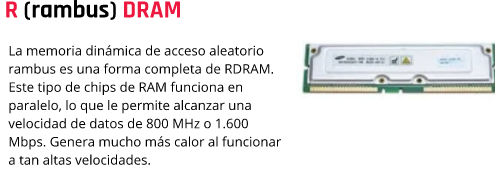 R (rambus) DRAM
La memoria dinámica de acceso aleatorio
rambus es una forma completa de RDRAM.
Este tipo de chips de RAM funciona en
paralelo, lo que le permite alcanzar una
velocidad de datos de 800 MHz o 1.600
Mbps. Genera mucho más calor al funcionar
a tan altas velocidades.